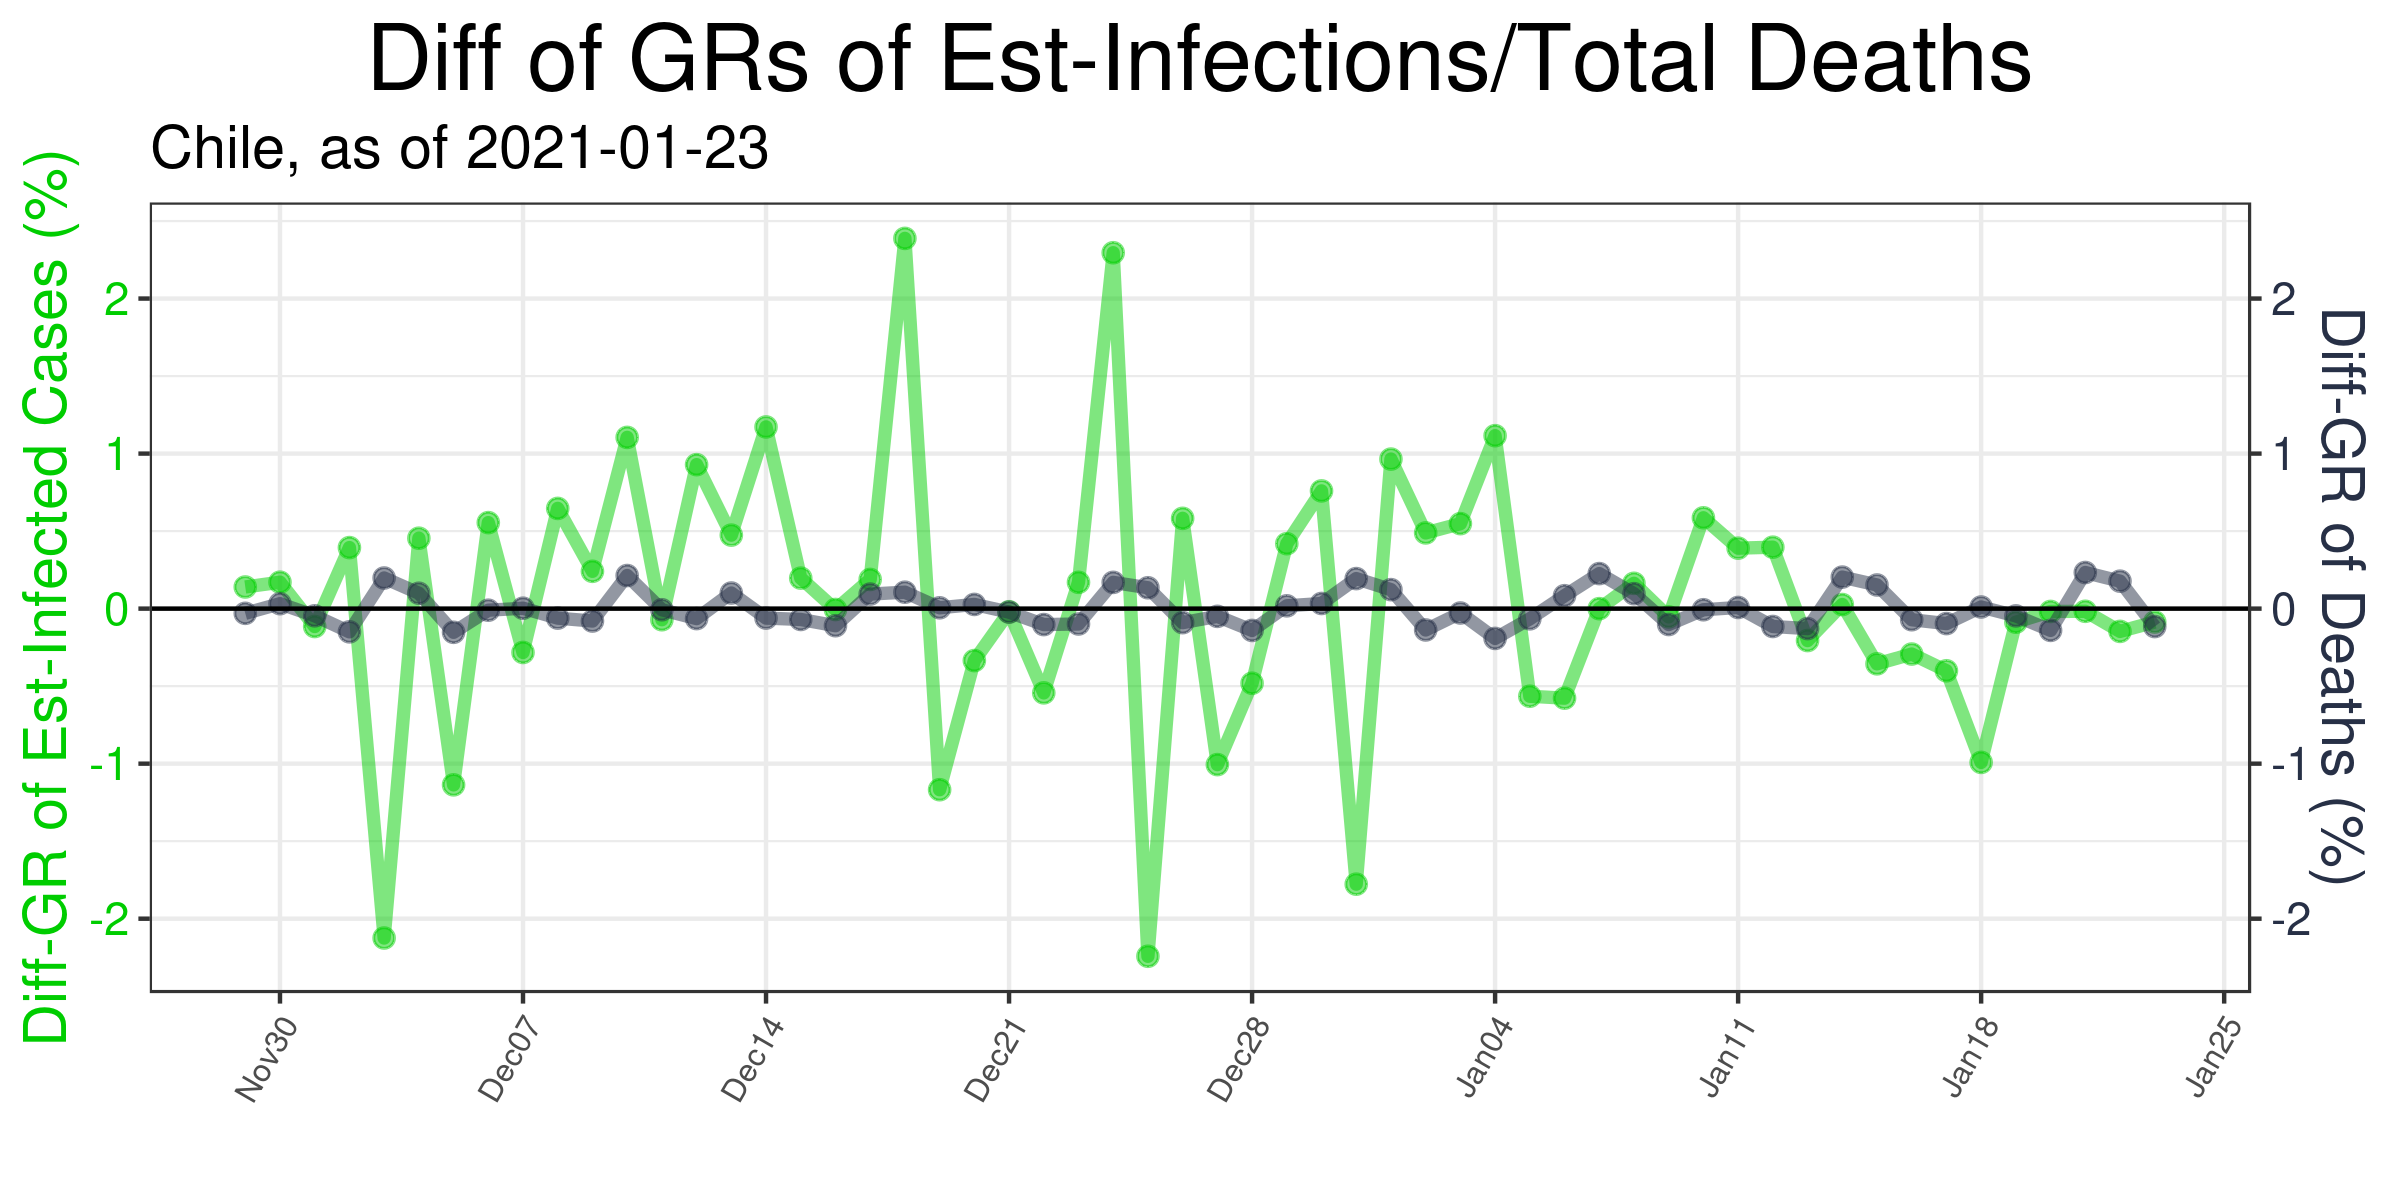 Diff of GRs of Est-Infections/Total Deaths
Chile, as of 2021-01-23
Diff-GR of Est-Infected Cases (%)
2
1
0
-1
-2
2
1
0
-1
-2
Diff-GR of Deaths (%)
Nov30
Dec07
Dec14
Dec21
Dec28
Jan04
Jan11
Jan18
Jan25